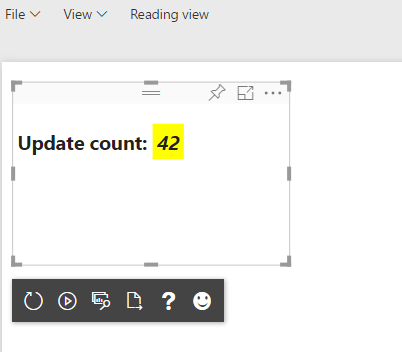 File View Reading view
Update count: 42
?